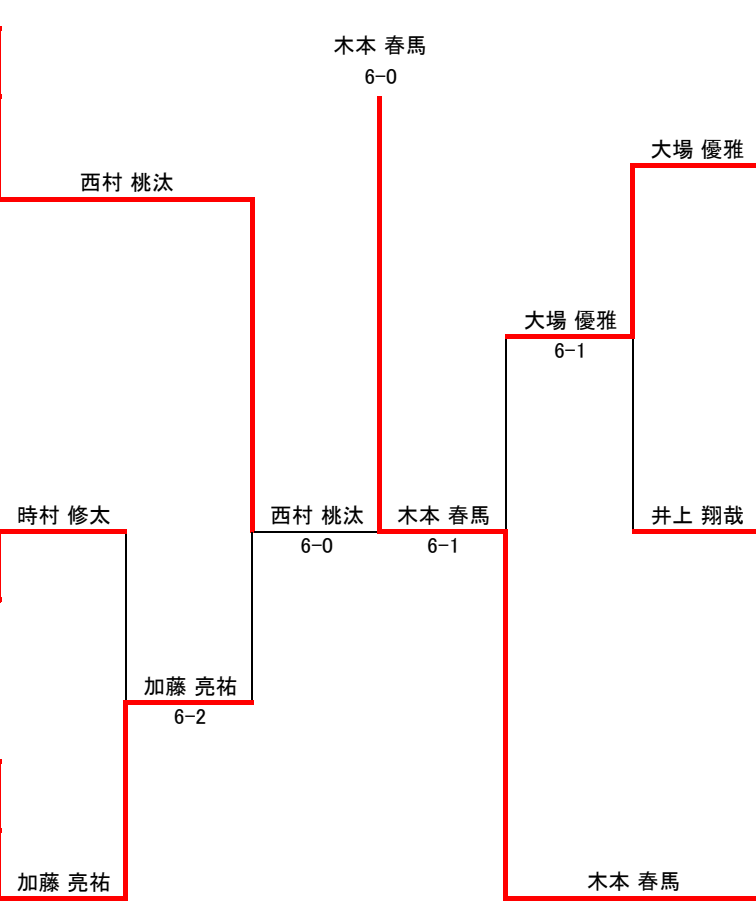 木本 春馬
6-0
大場 優雅
西村 桃汰
大場 優雅
6-1
時村 修太
西村 桃汰
木本 春馬
井上 翔哉
6-0
6-1
加藤 亮祐
6-2
加藤 亮祐
木本 春馬